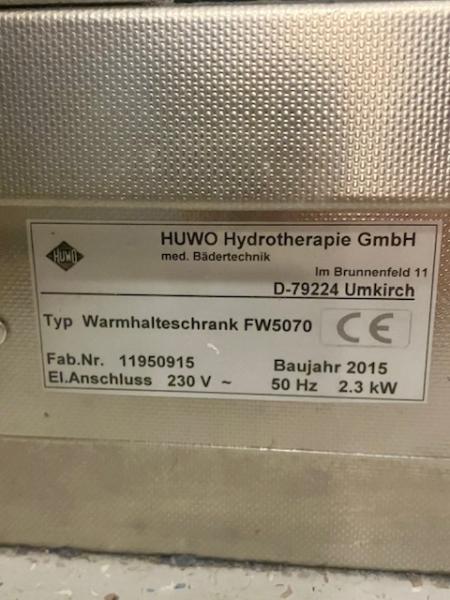 HUWO
HUWO Hydrotherapie GmbH
med. Bädertechnik
Im Brunnenfeld 11
D-79224 Umkirch
Typ Warmhalteschrank FW5070 CE
Fab.Nr. 11950915 Baujahr 2015
El.Anschluss 230 V ~ 50 Hz 2.3 kW